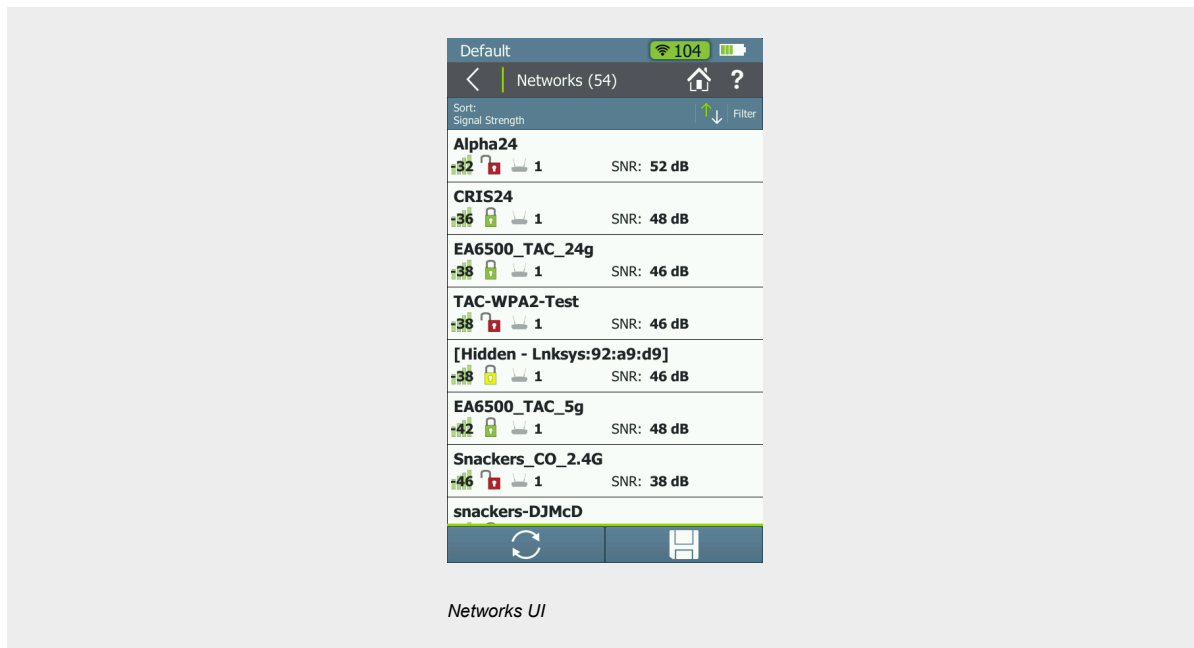 Default 104
Networks (54) ?
Sort:
Signal Strength Filter
Alpha24
-32 1 SNR: 52 dB
CRIS24
-36 1 SNR: 48 dB
EA6500_TAC_24g
-38 1 SNR: 46 dB
TAC-WPA2-Test
-38 1 SNR: 46 dB
[Hidden - Lnksys:92:a9:d9]
-38 1 SNR: 46 dB
EA6500_TAC_5g
-42 1 SNR: 48 dB
Snackers_CO_2.4G
-46 1 SNR: 38 dB
snackers-DJMcD
Networks UI